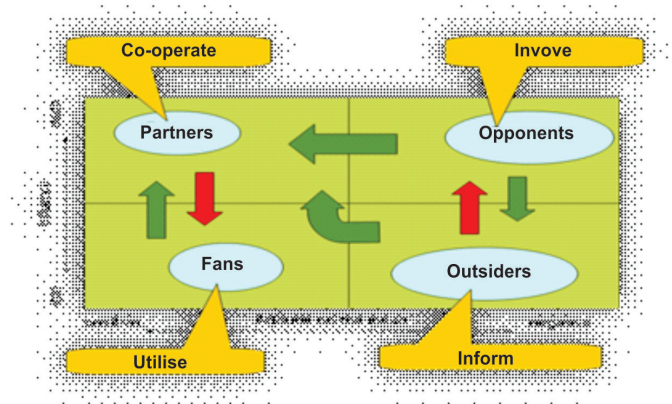 Co-operate
Invove
Partners
Opponents
Fans
Outsiders
Utilise
Inform